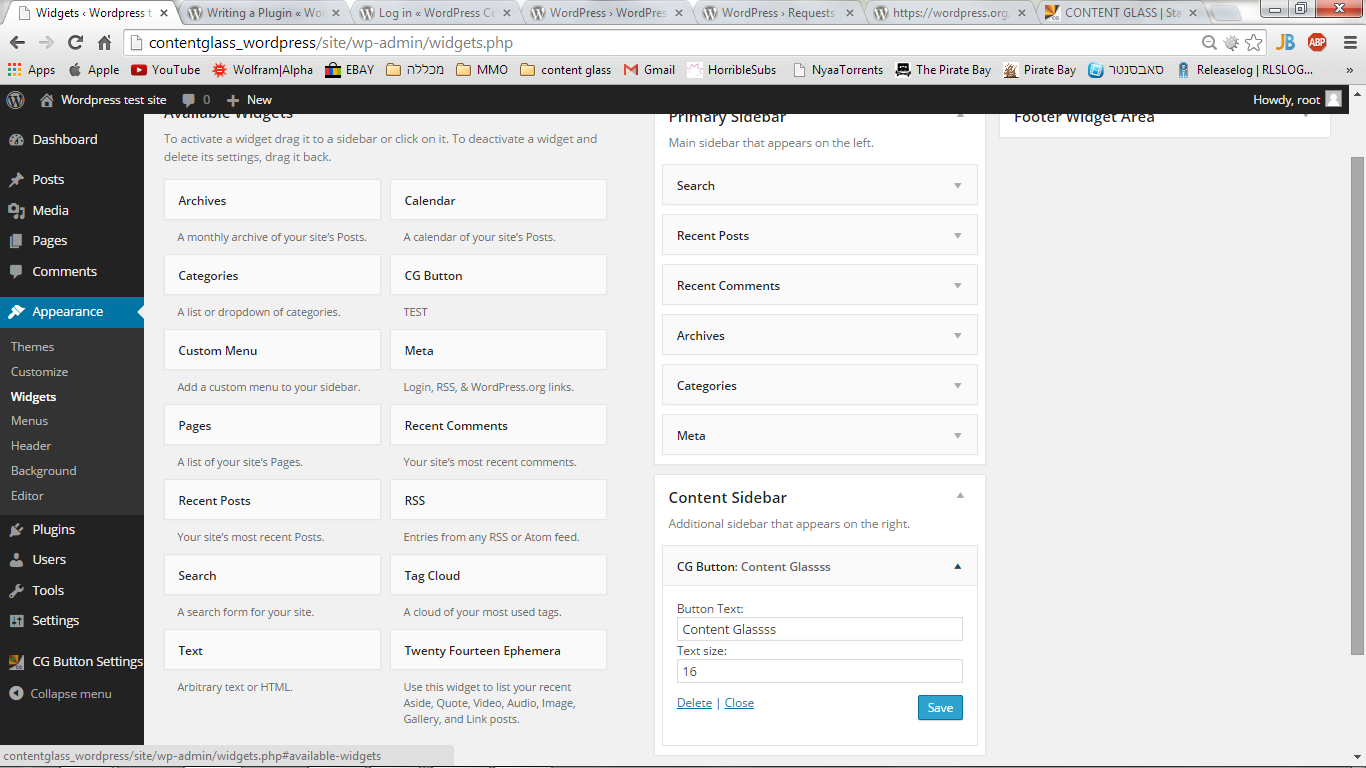 Widgets ‹ Wordpress t
Writing a Plugin « Wo
Log in « WordPress Co
WordPress › WordPres
WordPress › Requests
https://wordpress.org
CONTENT GLASS | Sta
contentglass_wordpress/site/wp-admin/widgets.php
Apps
Apple
YouTube
Wolfram|Alpha
EBAY
מכללה
MMO
content glass
Gmail
HorribleSubs
NyaaTorrents
The Pirate Bay
Pirate Bay
סאבסנטר
Releaselog | RLSLOG...
»
Wordpress test site
0
New
Howdy, root
Dashboard
Posts
Media
Pages
Comments
Appearance
Themes
Customize
Widgets
Menus
Header
Background
Editor
Plugins
Users
Tools
Settings
CG Button Settings
Collapse menu
Available Widgets
To activate a widget drag it to a sidebar or click on it. To deactivate a widget and
delete its settings, drag it back.
Archives
A monthly archive of your site's Posts.
Calendar
A calendar of your site's Posts.
Categories
A list or dropdown of categories.
CG Button
TEST
Custom Menu
Add a custom menu to your sidebar.
Meta
Login, RSS, & WordPress.org links.
Pages
A list of your site's Pages.
Recent Comments
Your site's most recent comments.
Recent Posts
Your site's most recent Posts.
RSS
Entries from any RSS or Atom feed.
Search
A search form for your site.
Tag Cloud
A cloud of your most used tags.
Text
Arbitrary text or HTML.
Twenty Fourteen Ephemera
Use this widget to list your recent
Aside, Quote, Video, Audio, Image,
Gallery, and Link posts.
Primary Sidebar
Main sidebar that appears on the left.
Search
Recent Posts
Recent Comments
Archives
Categories
Meta
Content Sidebar
Additional sidebar that appears on the right.
CG Button: Content Glassss
Button Text:
Content Glassss
Text size:
16
Delete | Close
Save
Footer Widget Area
contentglass_wordpress/site/wp-admin/widgets.php#available-widgets
JB
ABP